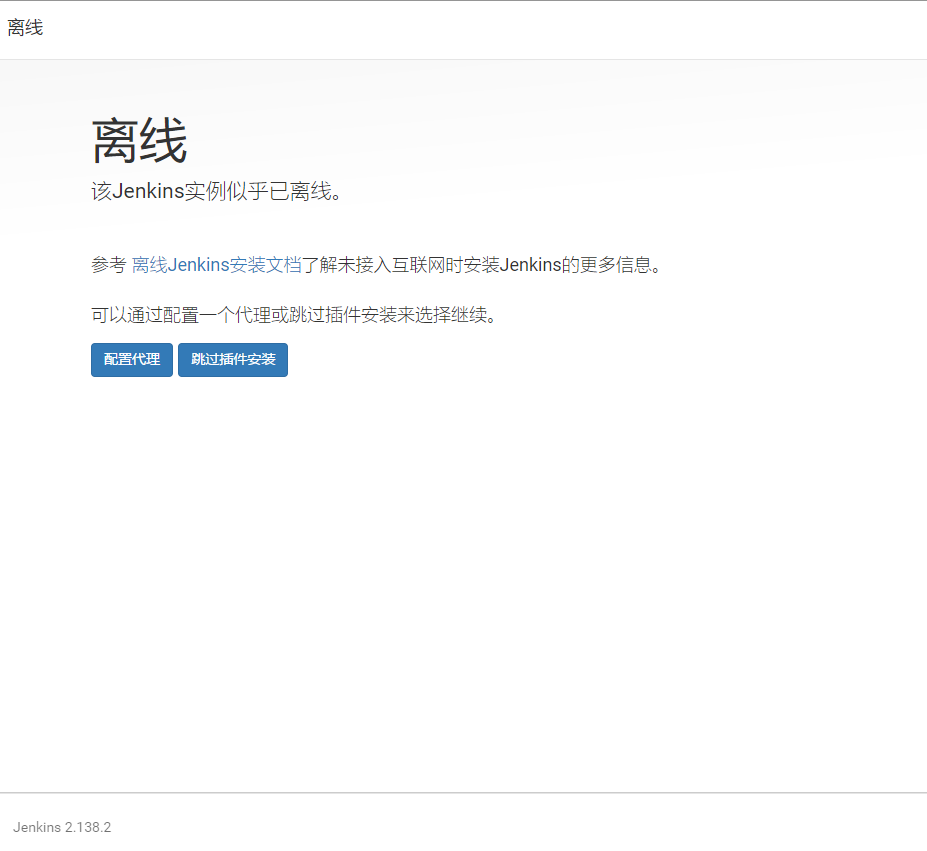 离线
离线
该Jenkins实例似乎已离线。
参考 离线Jenkins安装文档了解未接入互联网时安装Jenkins的更多信息。
可以通过配置一个代理或跳过插件安装来选择继续。
配置代理 跳过插件安装
Jenkins 2.138.2